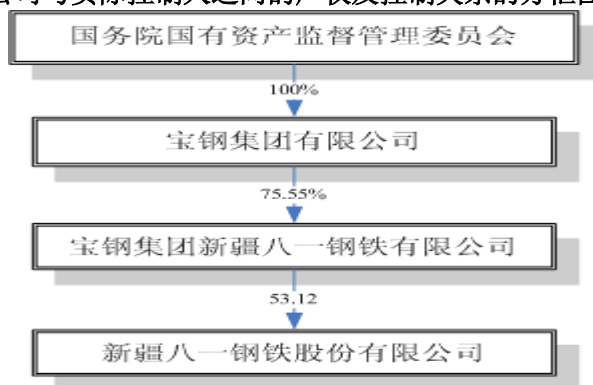 国务院国有资产监督管理委员会
100%
宝钢集团有限公司
75.55%
宝钢集团新疆八一钢铁有限公司
53.12
新疆八一钢铁股份有限公司